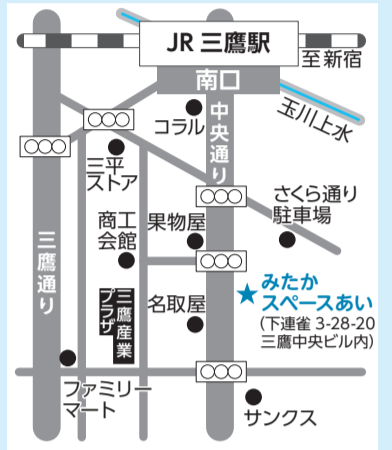 JR 三鷹駅
至新宿
南口
玉川上水
コラル
中央通り
三平
ストア
さくら通り
駐車場
商工
会館
果物屋
三鷹通り
みたか
スペースあい
(下連雀 3-28-20
三鷹中央ビル内)
三鷹産業
プラザ
名取屋
ファミリー
マート
サンクス